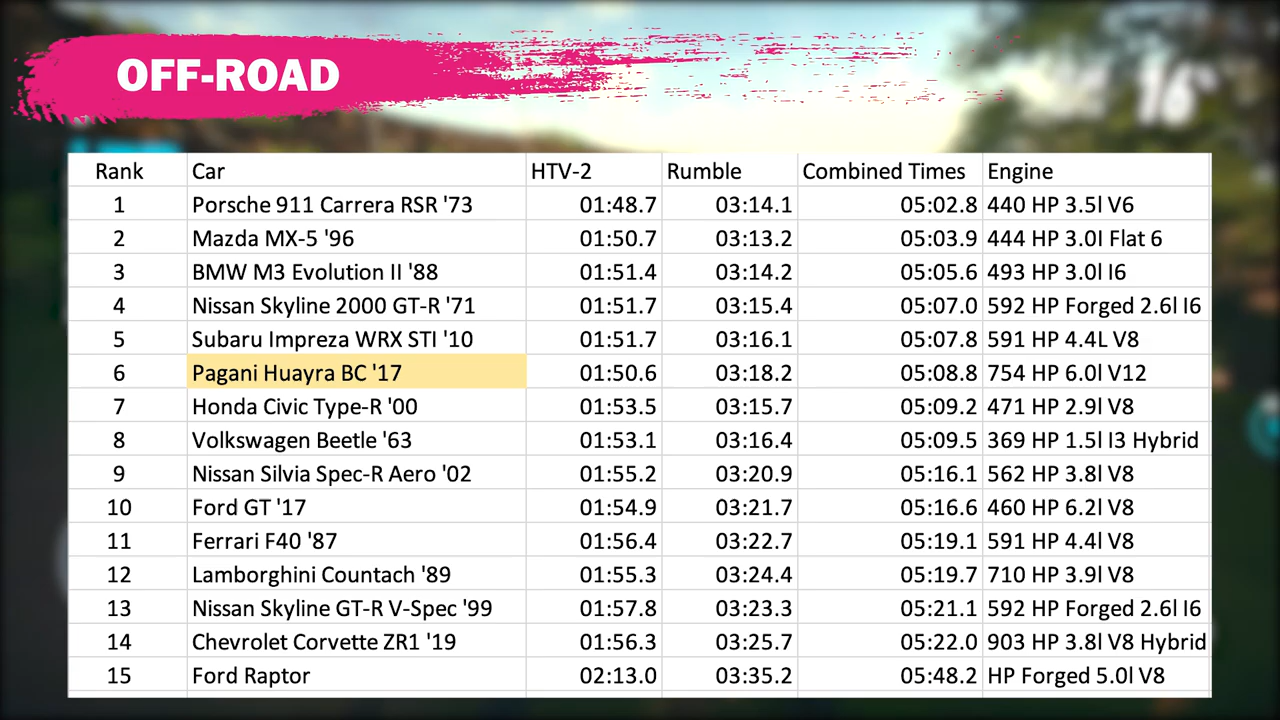 OFF-ROAD
Rank Car HTV-2 Rumble Combined Times Engine
1 Porsche 911 Carrera RSR '73 01:48.7 03:14.1 05:02.8 440 HP 3.5l V6
2 Mazda MX-5 '96 01:50.7 03:13.2 05:03.9 444 HP 3.0I Flat 6
3 BMW M3 Evolution II '88 01:51.4 03:14.2 05:05.6 493 HP 3.0l I6
4 Nissan Skyline 2000 GT-R '71 01:51.7 03:15.4 05:07.0 592 HP Forged 2.6l I6
5 Subaru Impreza WRX STI '10 01:51.7 03:16.1 05:07.8 591 HP 4.4L V8
6 Pagani Huayra BC '17 01:50.6 03:18.2 05:08.8 754 HP 6.0l V12
7 Honda Civic Type-R '00 01:53.5 03:15.7 05:09.2 471 HP 2.9l V8
8 Volkswagen Beetle '63 01:53.1 03:16.4 05:09.5 369 HP 1.5l I3 Hybrid
9 Nissan Silvia Spec-R Aero '02 01:55.2 03:20.9 05:16.1 562 HP 3.8l V8
10 Ford GT '17 01:54.9 03:21.7 05:16.6 460 HP 6.2l V8
11 Ferrari F40 '87 01:56.4 03:22.7 05:19.1 591 HP 4.4l V8
12 Lamborghini Countach '89 01:55.3 03:24.4 05:19.7 710 HP 3.9l V8
13 Nissan Skyline GT-R V-Spec '99 01:57.8 03:23.3 05:21.1 592 HP Forged 2.6l I6
14 Chevrolet Corvette ZR1 '19 01:56.3 03:25.7 05:22.0 903 HP 3.8l V8 Hybrid
15 Ford Raptor 02:13.0 03:35.2 05:48.2 HP Forged 5.0l V8